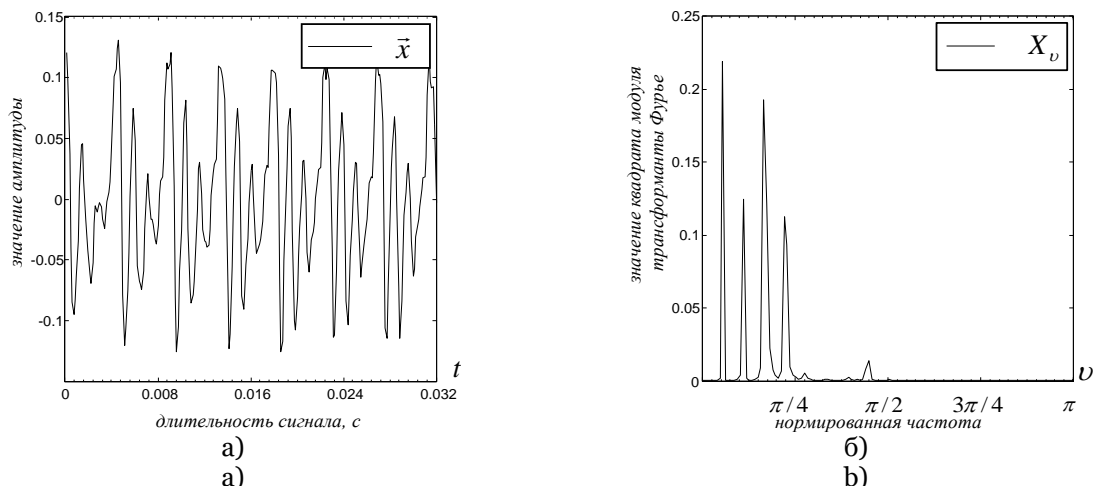 значение амплитуды
0.15
0.1
0.05
0
-0.05
-0.1
x⃗
0
0.008
0.016
0.024
0.032
t
длительность сигнала, с
а)
a)
значение квадрата модуля
трансформанты Фурье
0.25
0.2
0.15
0.1
0.05
0
X_υ
π / 4
π / 2
3π / 4
π
υ
нормированная частота
б)
b)